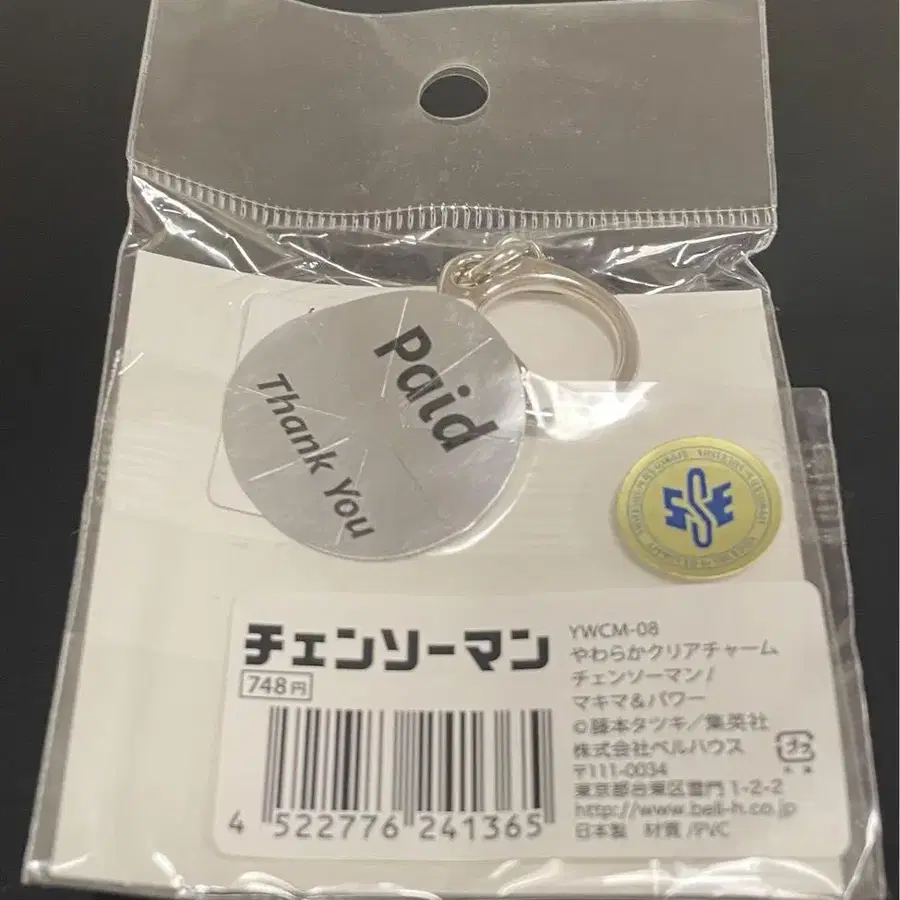 Paid
Thank You
SSE
チェンソーマン
748円
YWCM-08
やわらかクリアチャーム
チェンソーマン/
マキマ&パワー
©藤本タツキ/集英社
株式会社ベルハウス
〒111-0034
東京都台東区雷門 1-2-2
http://www.bell-h.co.jp
日本製 材質/PVC
プラ
4 522776 241365